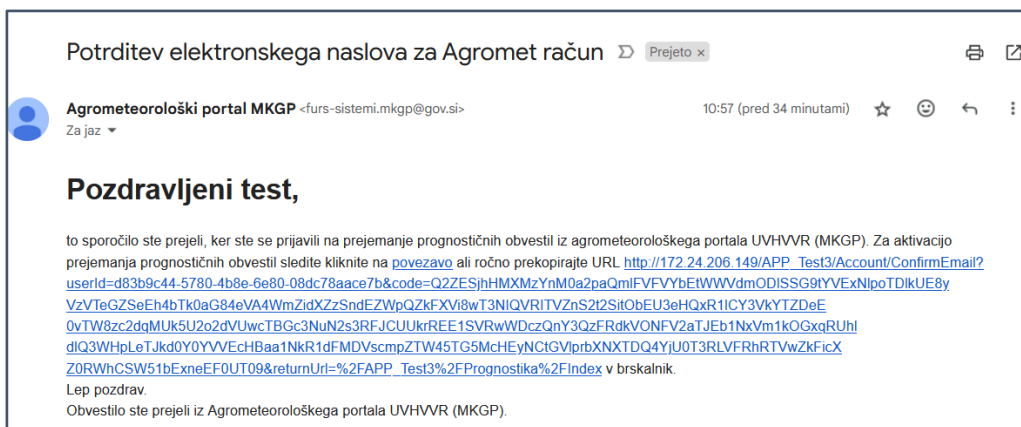 Potrditev elektronskega naslova za Agromet račun Prejeto ×
Agrometeorološki portal MKGP <furs-sistemi.mkgp@gov.si> 10:57 (pred 34 minutami)
Za jaz
Pozdravljeni test,
to sporočilo ste prejeli, ker ste se prijavili na prejemanje prognostičnih obvestil iz agrometeorološkega portala UVHVVR (MKGP). Za aktivacijo
prejemanja prognostičnih obvestil sledite kliknite na povezavo ali ročno prekopirajte URL http://172.24.206.149/APP_Test3/Account/ConfirmEmail?
userId=d83b9c44-5780-4b8e-6e80-08dc78aace7b&code=Q2ZESjhHMXMzYnM0a2paQmlFVFVYbEtWWVdmODlSSG9tYVExNlpoTDlkUE8y
VzVTeGZSeEh4bTk0aG84eVA4WmZidXZzSndEZWpQZkFXVi8wT3NIQVRITVZnS2t2SitObEU3eHQxR1lCY3VkYTZDeE
0vTW8zc2dqMUk5U2o2dVUwcTBGc3NuN2s3RFJCUUkrREE1SVRwWDczQnY3QzFRdkVONFV2aTJEb1NxVm1kOGxqRUhl
dlQ3WHpLeTJkd0Y0YVVEcHBaa1NkR1dFMDVscmpZTW45TG5McHEyNCtGVlprbXNXTDQ4YjU0T3RLVFRhRTVwZkFicX
Z0RWhCSW51bExneEF0UT09&returnUrl=%2FAPP_Test3%2FPrognostika%2FIndex v brskalnik.
Lep pozdrav.
Obvestilo ste prejeli iz Agrometeorološkega portala UVHVVR (MKGP).